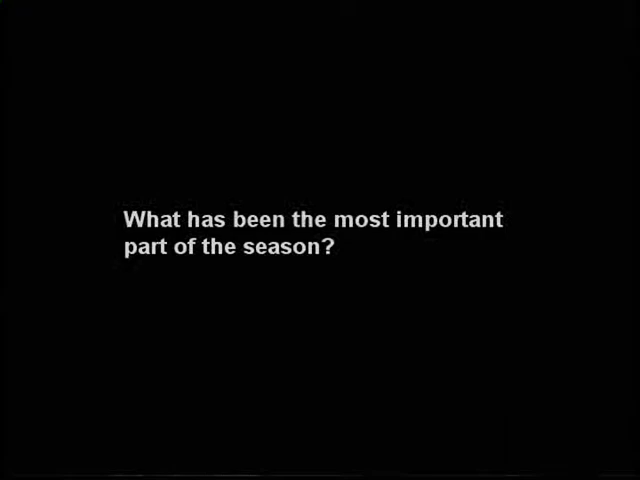 What has been the most important
part of the season?